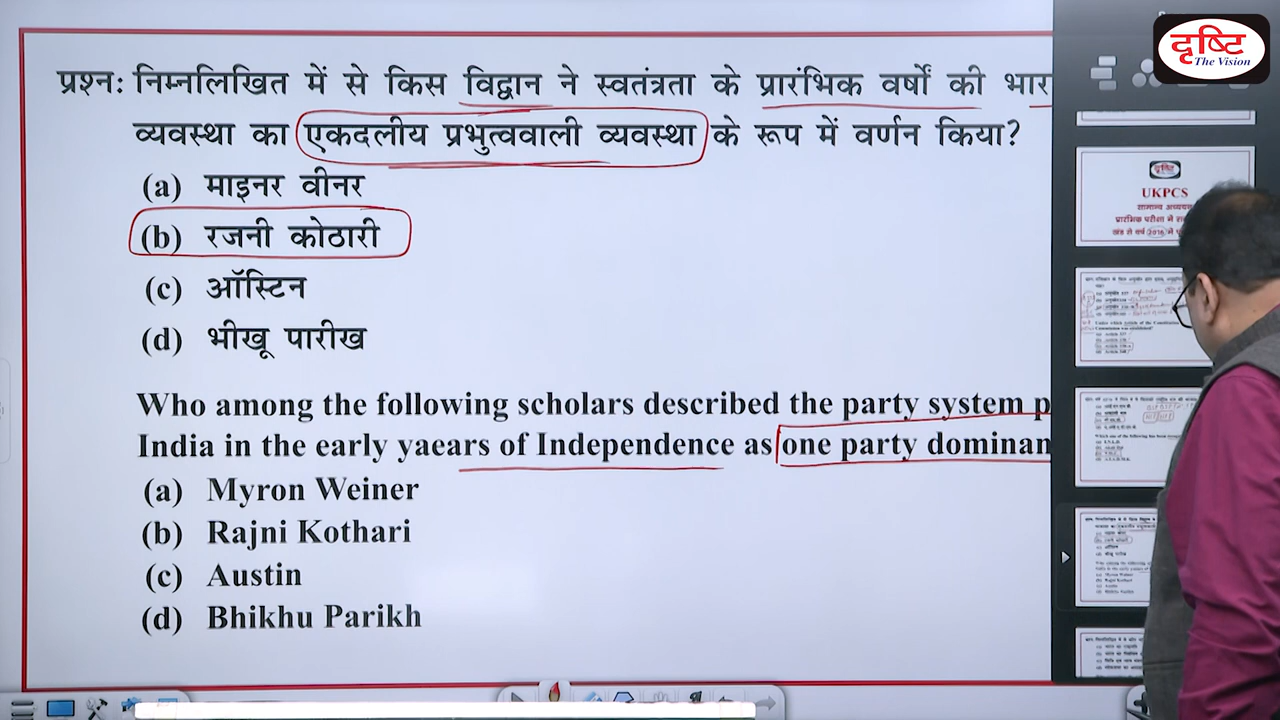 दृष्टि
The Vision
प्रश्न: निम्नलिखित में से किस विद्वान ने स्वतंत्रता के प्रारंभिक वर्षों की भार
व्यवस्था का एकदलीय प्रभुत्ववाली व्यवस्था के रूप में वर्णन किया?
(a) माइनर वीनर
(b) रजनी कोठारी
(c) ऑस्टिन
(d) भीखू पारीख
Who among the following scholars described the party system p
India in the early yaears of Independence as one party dominan
(a) Myron Weiner
(b) Rajni Kothari
(c) Austin
(d) Bhikhu Parikh
UKPCS
सामान्य अध्ययन